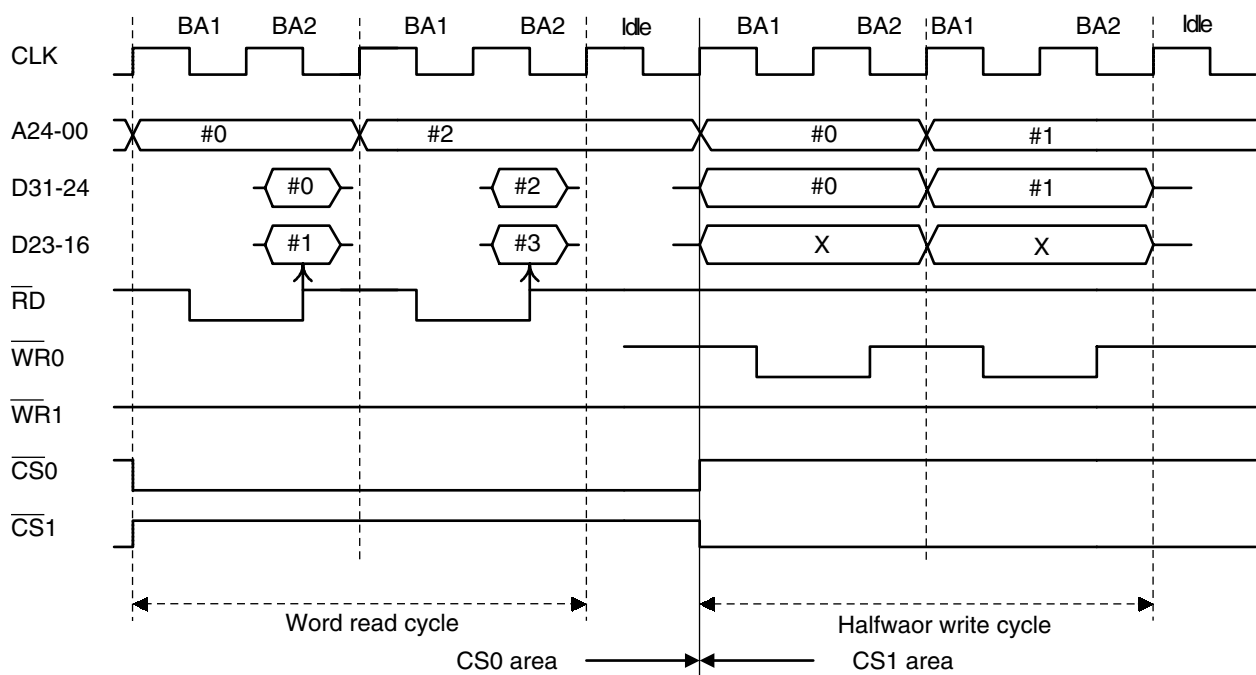 BA1 BA2 BA1 BA2 Idle BA1 BA2 BA1 BA2 Idle
CLK
A24-00 #0 #2 #0 #1
D31-24 #0 #2 #0 #1
D23-16 #1 #3 X X
RD
WR0
WR1
CS0
CS1
Word read cycle Halfwaor write cycle
CS0 area CS1 area